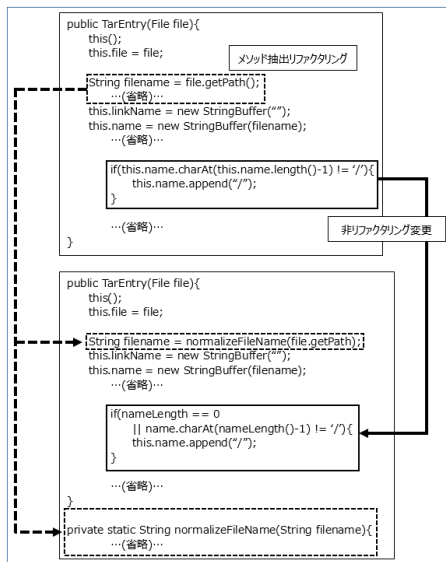 public TarEntry(File file){
this();
this.file = file;
メソッド抽出リファクタリング
String filename = file.getPath();
…(省略)…
this.linkName = new StringBuffer(“”);
this.name = new StringBuffer(filename);
…(省略)…
if(this.name.charAt(this.name.length()-1) != ‘/’){
this.name.append(“/”);
}
…(省略)…
}
非リファクタリング変更
public TarEntry(File file){
this();
this.file = file;
String filename = normalizeFileName(file.getPath);
this.linkName = new StringBuffer(“”);
this.name = new StringBuffer(filename);
…(省略)…
if(nameLength == 0
|| name.charAt(nameLength()-1) != ‘/’){
this.name.append(“/”);
}
…(省略)…
}
private static String normalizeFileName(String filename){
…(省略)…